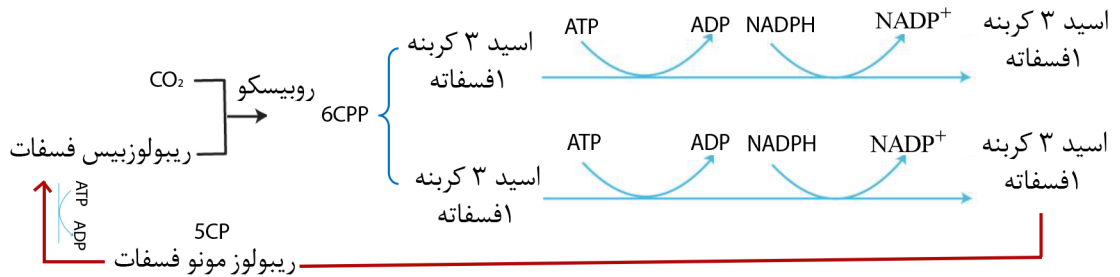 اسید ۳ کربنه
۱فسفاته
ATP
ADP
NADPH
NADP⁺
اسید ۳ کربنه
۱فسفاته
CO₂
روبیسکو
6CPP
ریبولوزبیس فسفات
اسید ۳ کربنه
۱فسفاته
ATP
ADP
NADPH
NADP⁺
اسید ۳ کربنه
۱فسفاته
ATP
ADP
5CP
ریبولوز مونو فسفات